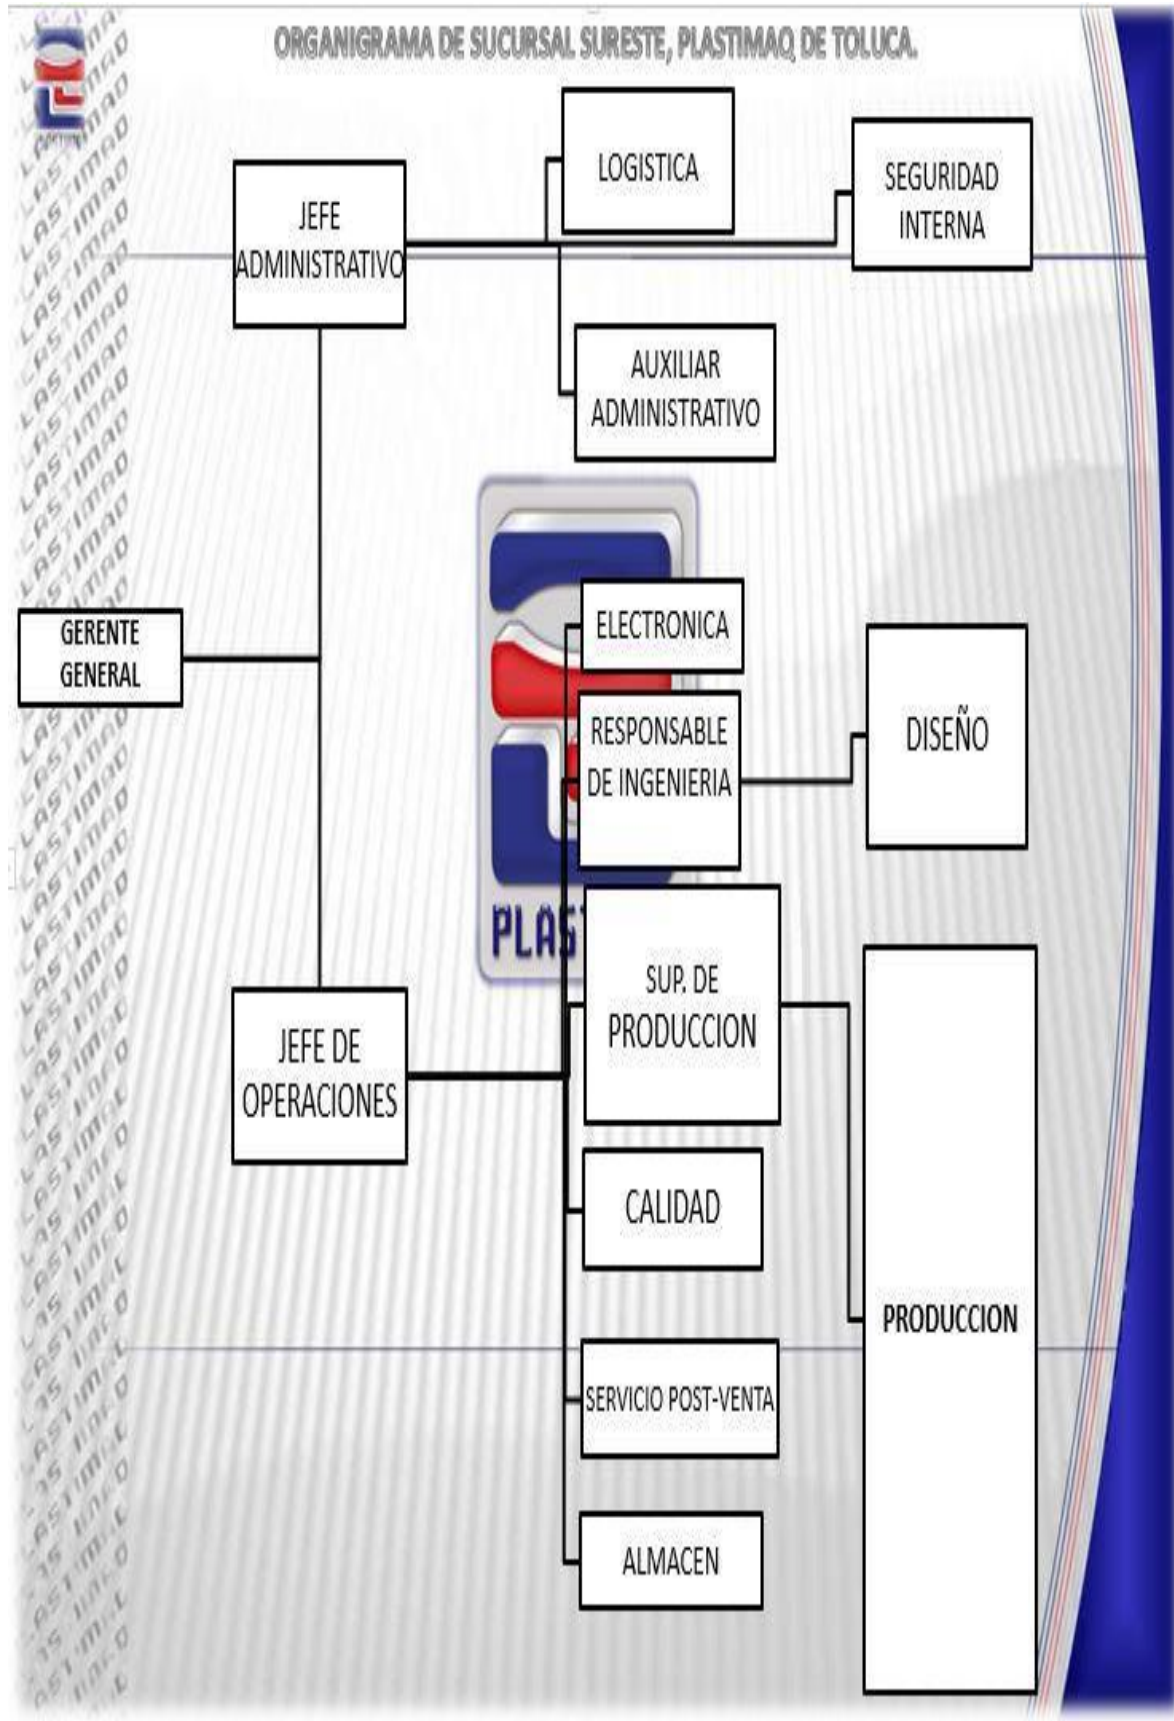 ORGANIGRAMA DE SUCURSAL SURESTE, PLASTIMAQ DE TOLUCA.
LOGISTICA
SEGURIDAD
INTERNA
JEFE
ADMINISTRATIVO
AUXILIAR
ADMINISTRATIVO
GERENTE
GENERAL
ELECTRONICA
RESPONSABLE
DE INGENIERIA
DISEÑO
PLAST
SUP. DE
PRODUCCION
JEFE DE
OPERACIONES
CALIDAD
PRODUCCION
SERVICIO POST-VENTA
ALMACEN